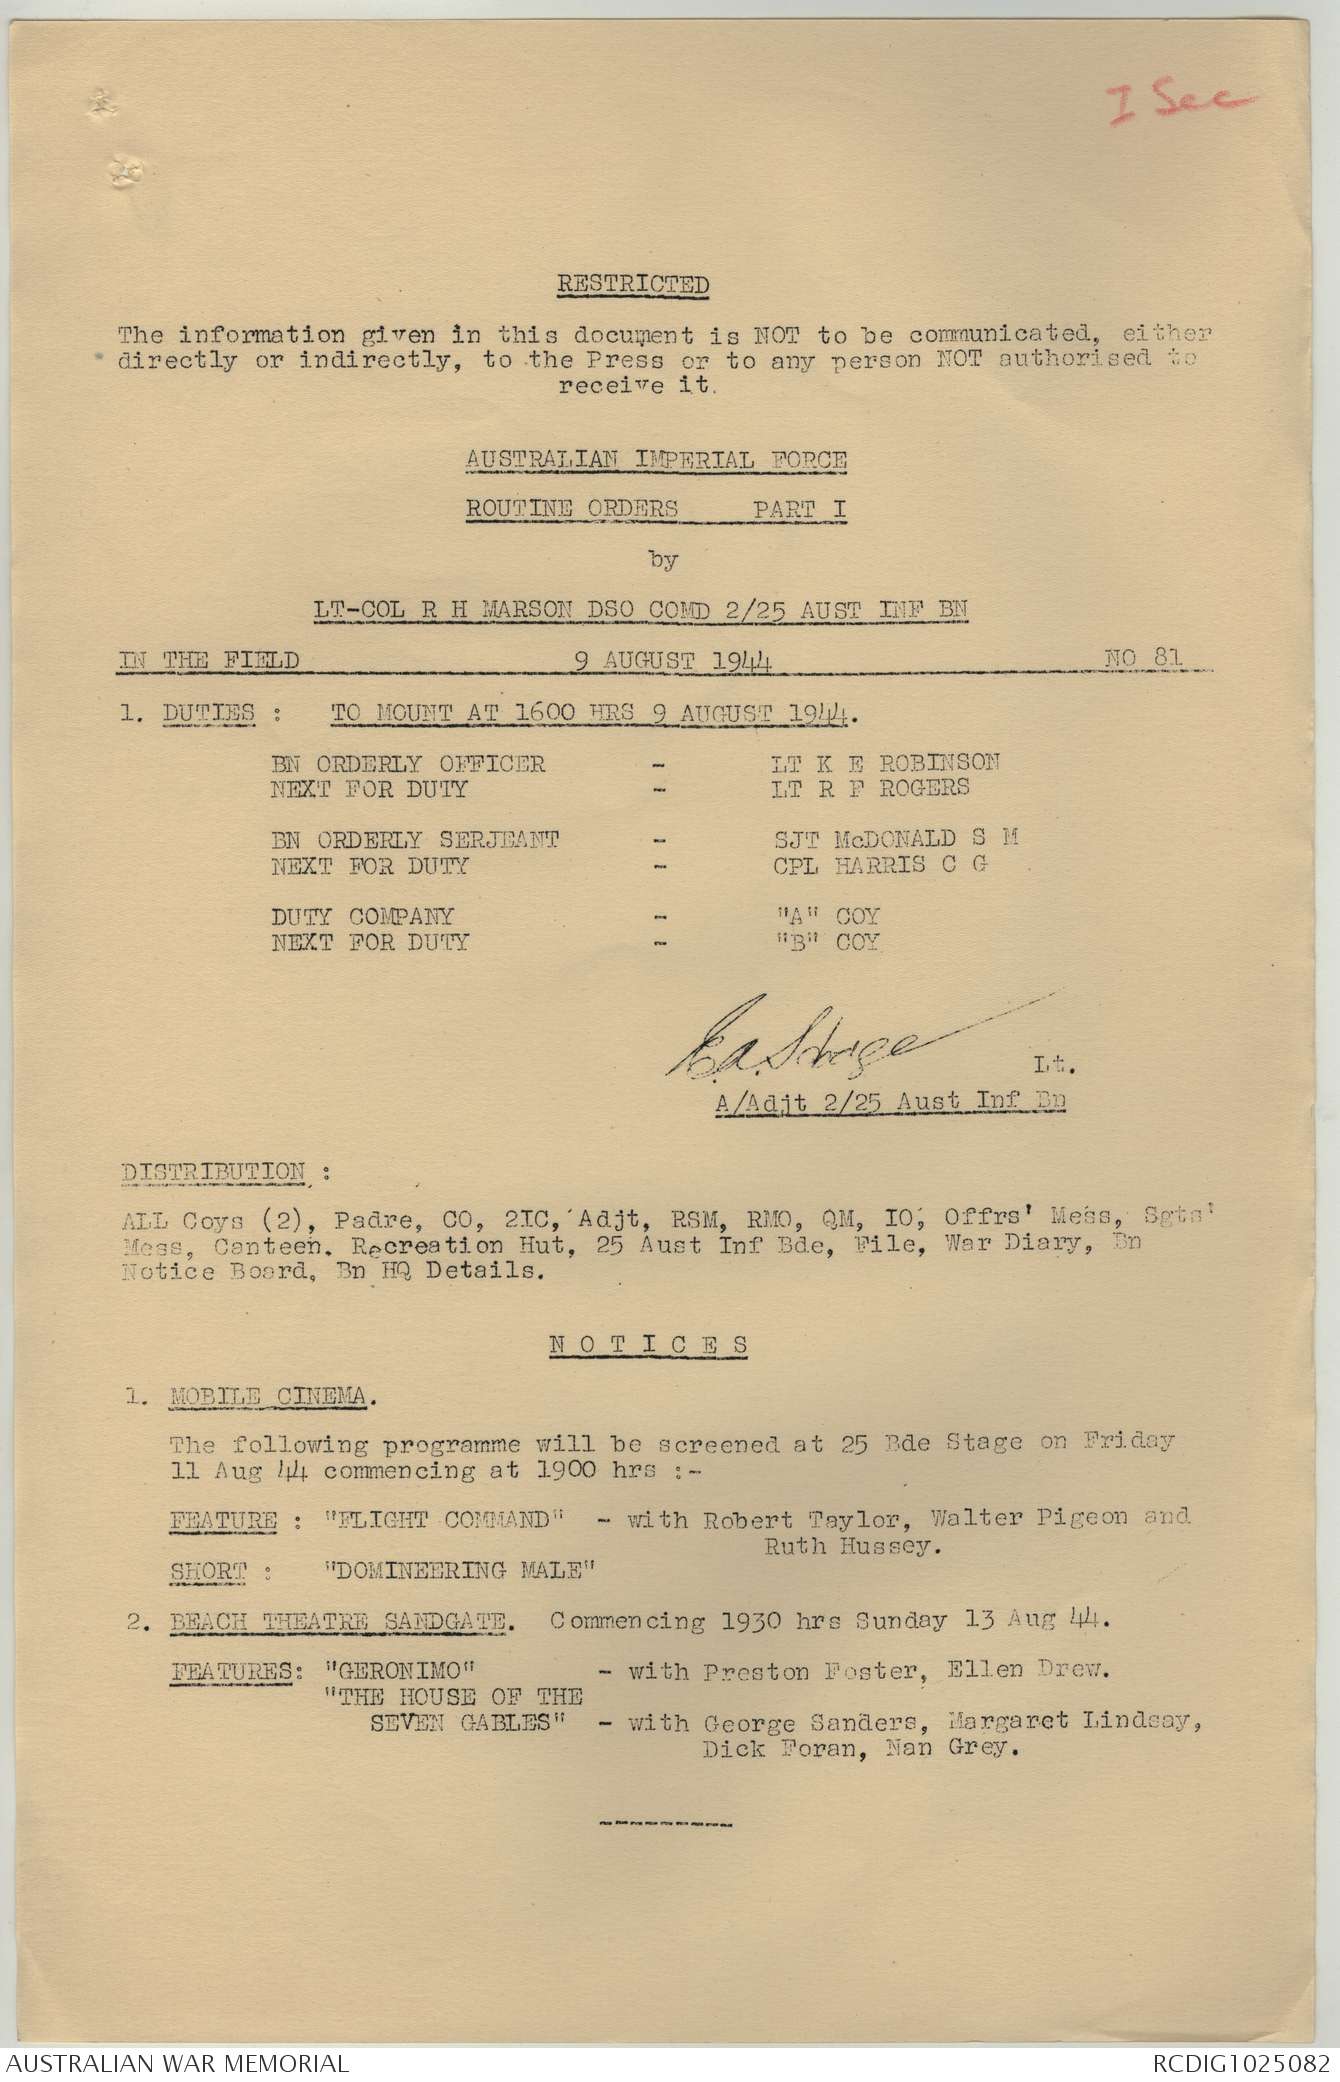 I Sec
RESTRICTED
The information given in this document is NOT to be communicated, either
directly or indirectly, to the Press or to any person NOT authorised to
receive it.
AUSTRALIAN IMPERIAL FORCE
ROUTINE ORDERS PART I
by
LT-COL R H MARSON DSO COMD 2/25 AUST INF BN
IN THE FIELD 9 AUGUST 1944 NO 81
1. DUTIES : TO MOUNT AT 1600 HRS 9 AUGUST 1944.
BN ORDERLY OFFICER - LT K E ROBINSON
NEXT FOR DUTY - LT R F ROGERS
BN ORDERLY SERJEANT - SJT McDONALD S M
NEXT FOR DUTY - CPL HARRIS C G
DUTY COMPANY - "A" COY
NEXT FOR DUTY - "B" COY
Lt.
A/Adjt 2/25 Aust Inf Bn
DISTRIBUTION :
ALL Coys (2), Padre, CO, 2IC, Adjt, RSM, RMO, QM, IO, Offrs' Mess, Sgts'
Mess, Canteen. Recreation Hut, 25 Aust Inf Bde, File, War Diary, Bn
Notice Board, Bn HQ Details.
N O T I C E S
1. MOBILE CINEMA.
The following programme will be screened at 25 Bde Stage on Friday
11 Aug 44 commencing at 1900 hrs :-
FEATURE : "FLIGHT COMMAND" - with Robert Taylor, Walter Pigeon and
Ruth Hussey.
SHORT : "DOMINEERING MALE"
2. BEACH THEATRE SANDGATE. Commencing 1930 hrs Sunday 13 Aug 44.
FEATURES: "GERONIMO" - with Preston Foster, Ellen Drew.
"THE HOUSE OF THE
SEVEN GABLES" - with George Sanders, Margaret Lindsay,
Dick Foran, Nan Grey.
---------
AUSTRALIAN WAR MEMORIAL RCDIG1025082